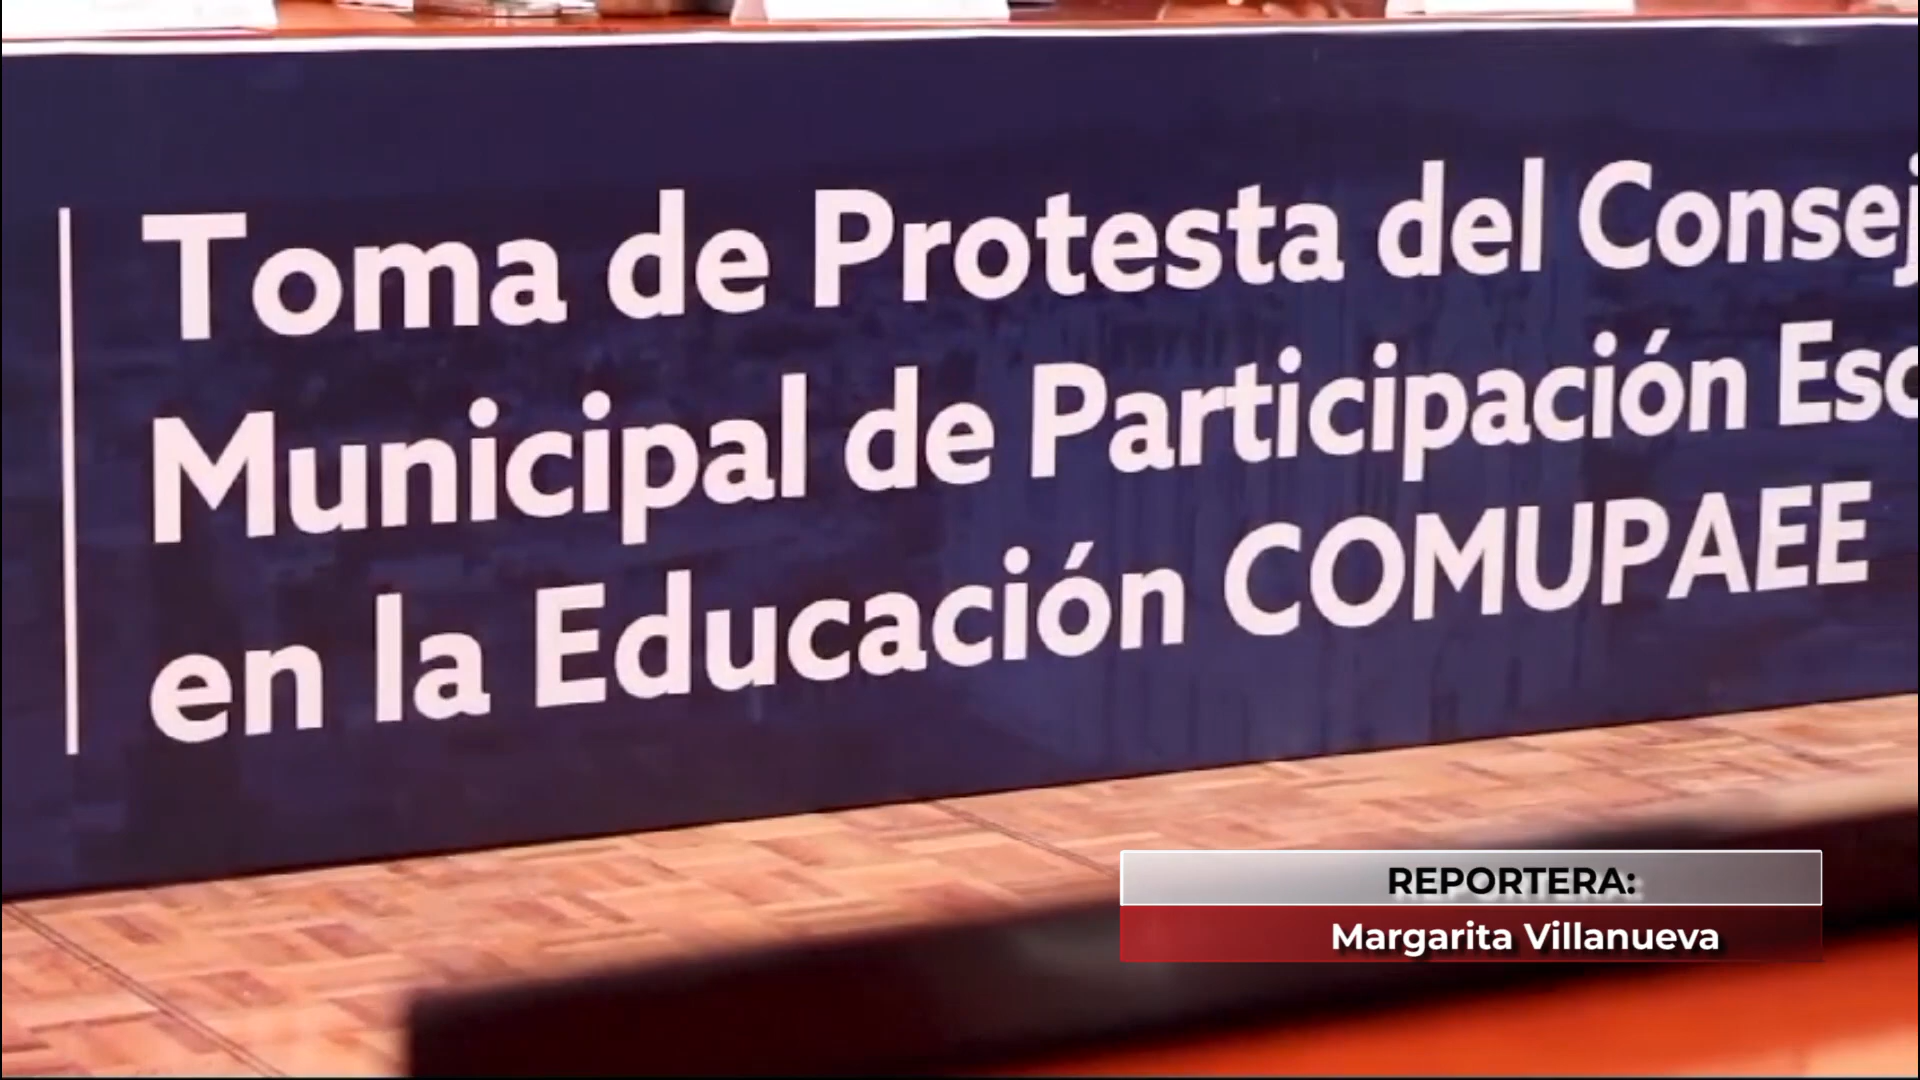 Toma de Protesta del Consej
Municipal de Participación Esc
en la Educación COMUPAEE
REPORTERA:
Margarita Villanueva